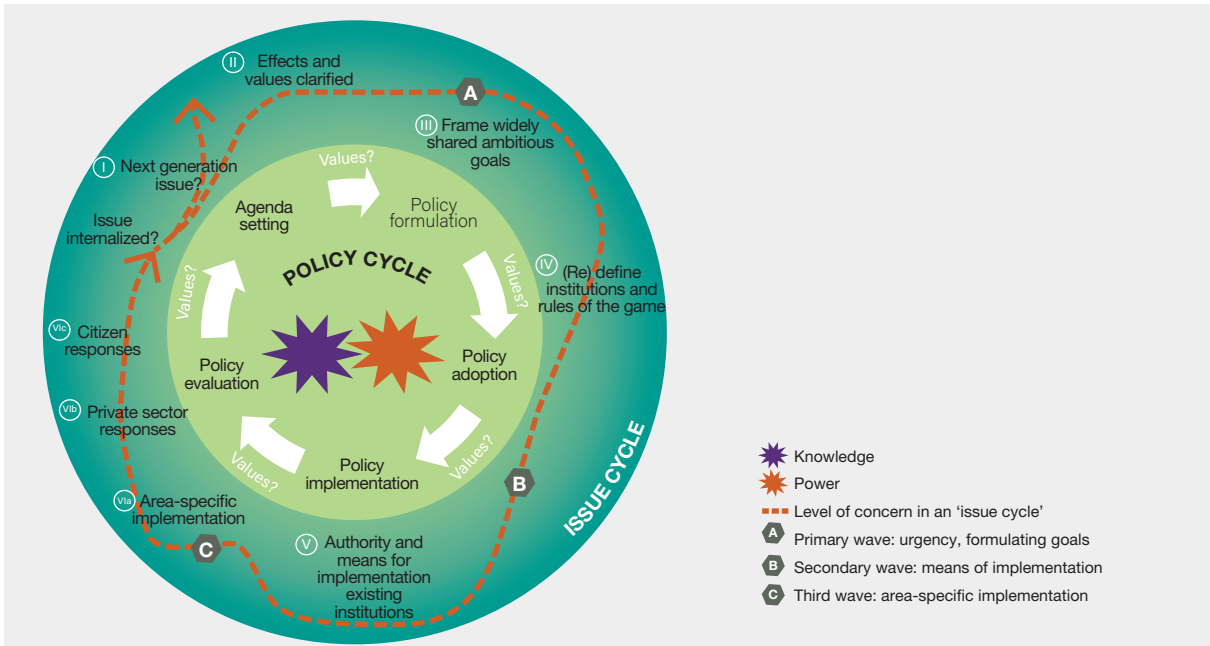 II
Effects and
values clarified
A
III
Frame widely
shared ambitious
goals
I
Next generation
issue?
Issue
internalized?
Values?
Agenda
setting
Policy
formulation
POLICY CYCLE
Values?
Values?
IV
(Re) define
institutions and
rules of the game
VIc
Citizen
responses
Policy
evaluation
Policy
adoption
VIb
Private sector
responses
Values?
Values?
Policy
implementation
B
ISSUE CYCLE
VIa
Area-specific
implementation
C
V
Authority and
means for
implementation
existing
institutions
Knowledge
Power
Level of concern in an ‘issue cycle’
A
Primary wave: urgency, formulating goals
B
Secondary wave: means of implementation
C
Third wave: area-specific implementation